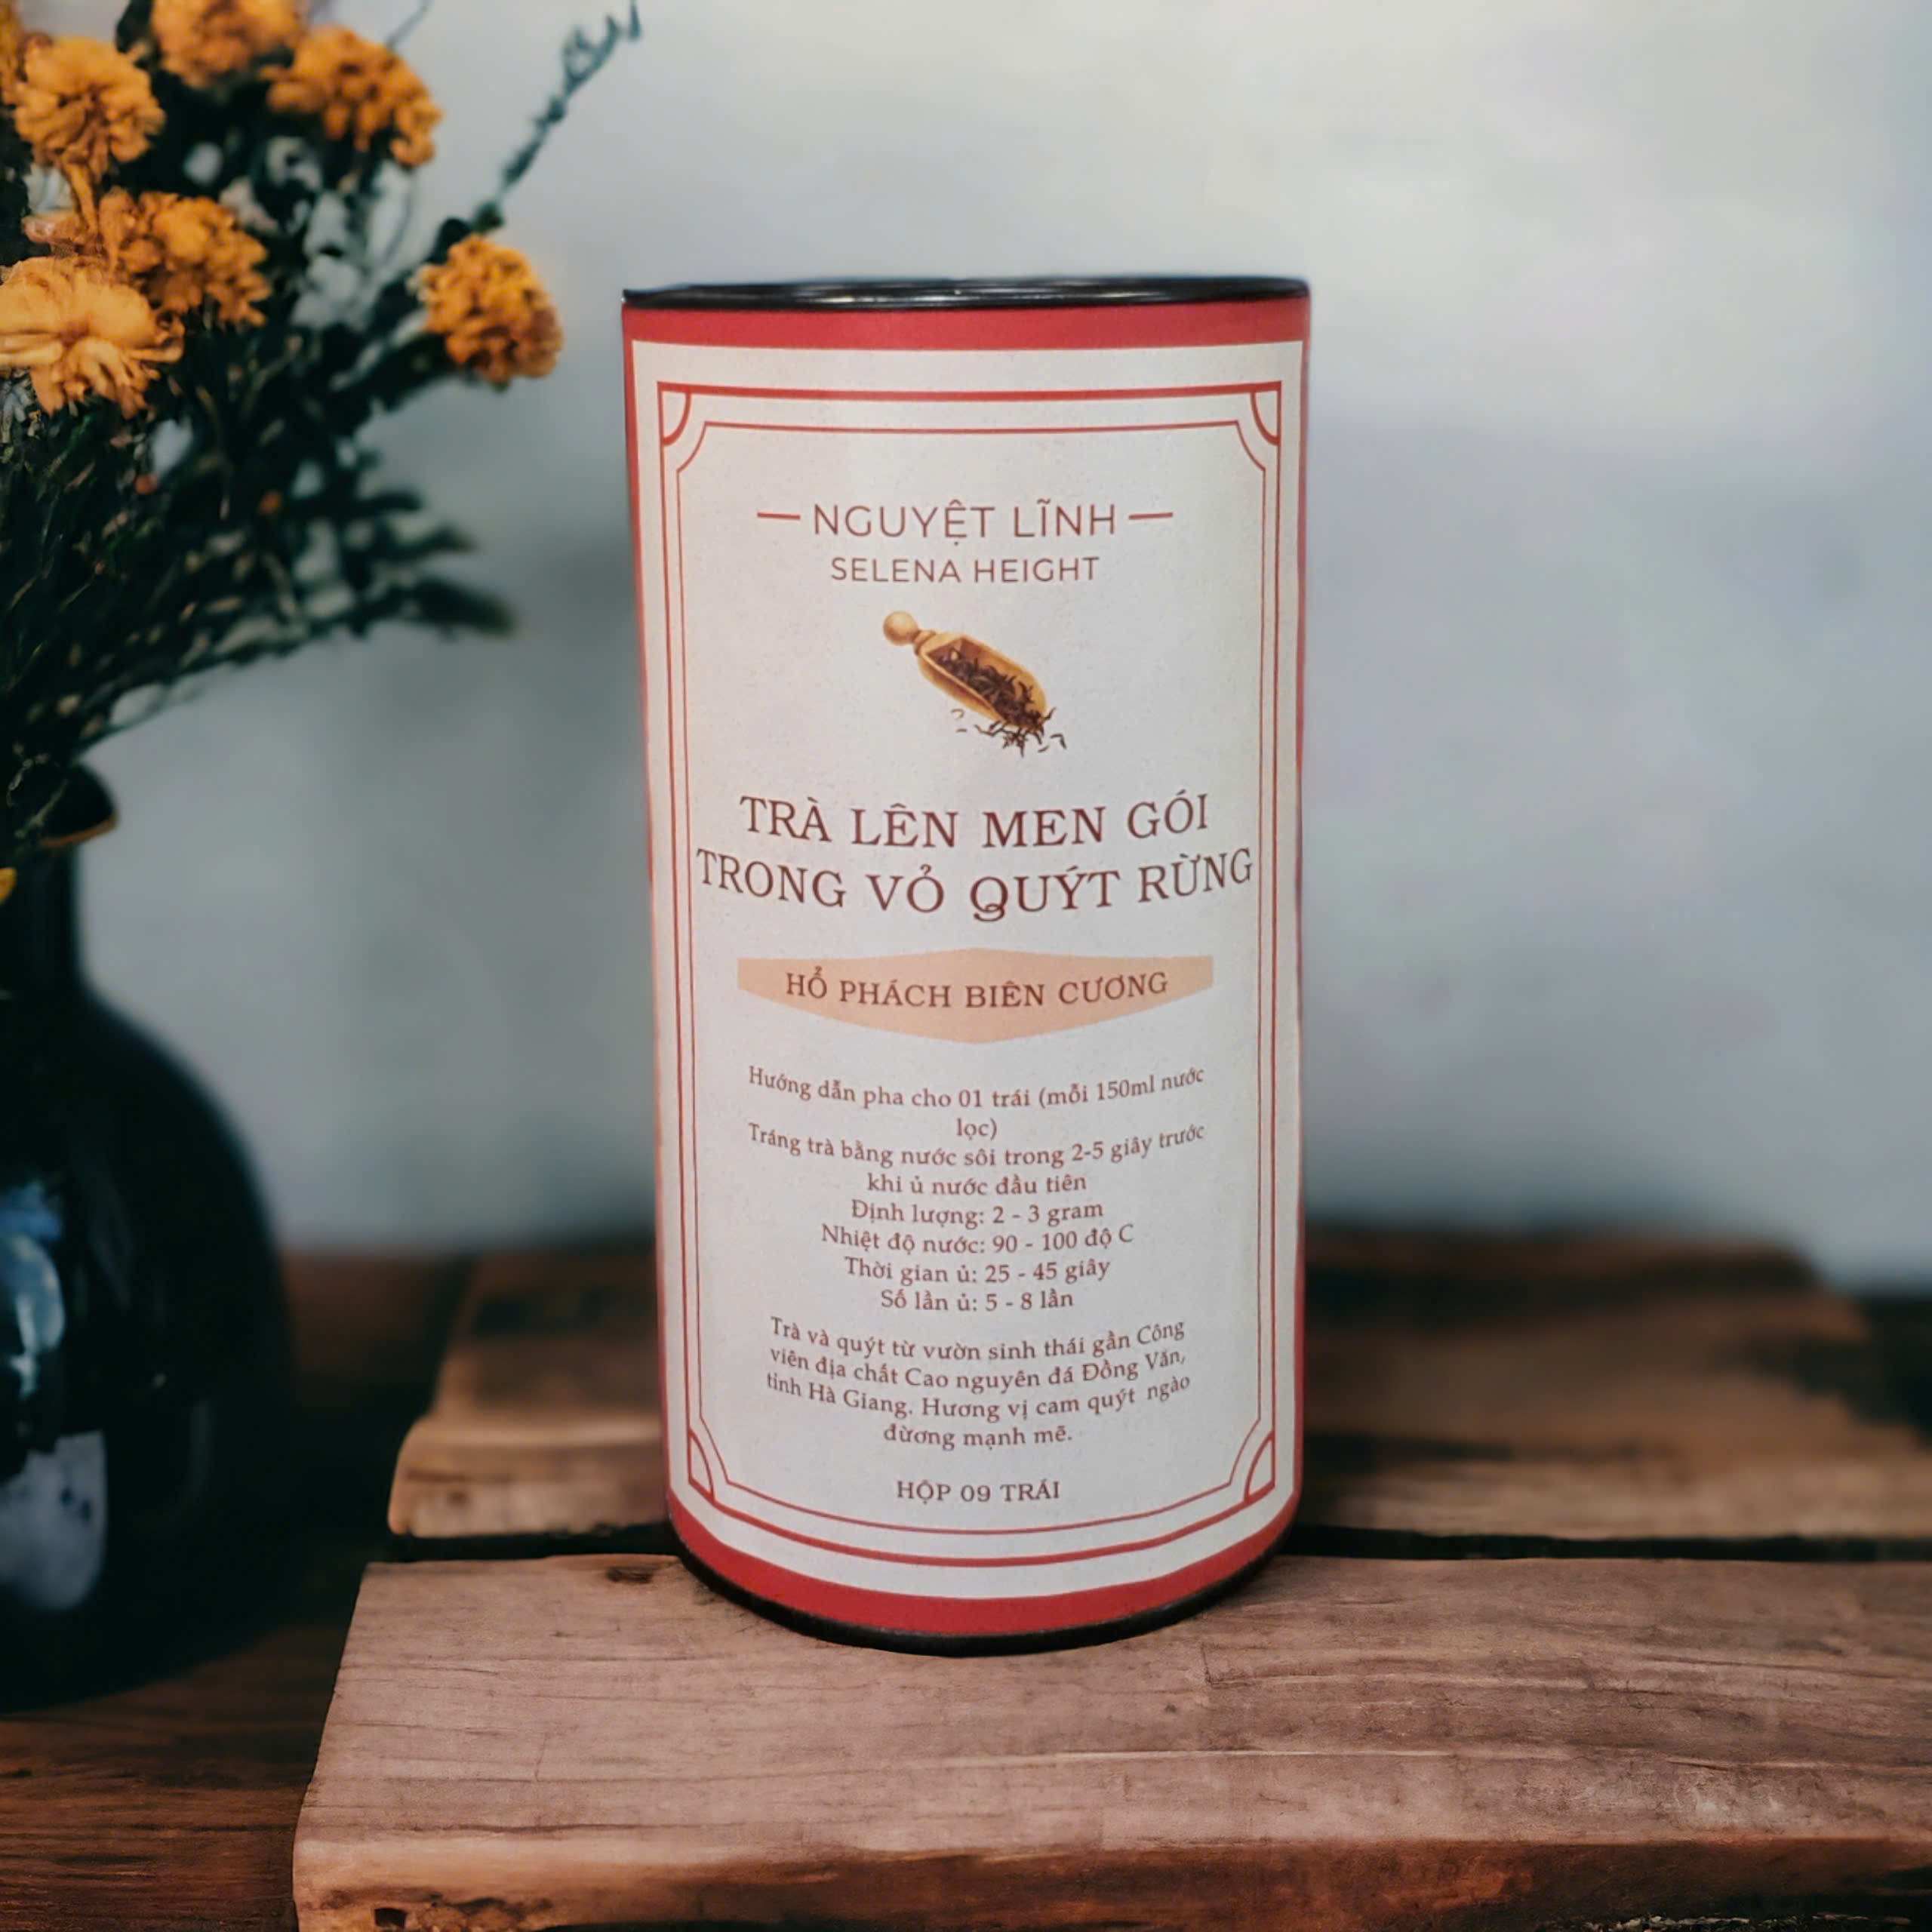 NGUYỆT LĨNH
SELENA HEIGHT
TRÀ LÊN MEN GÓI
TRONG VỎ QUÝT RỪNG
HỔ PHÁCH BIÊN CƯƠNG
Hướng dẫn pha cho 01 trái (mỗi 150ml nước
lọc)
Tráng trà bằng nước sôi trong 2-5 giây trước
khi ủ nước đầu tiên
Định lượng: 2 - 3 gram
Nhiệt độ nước: 90 - 100 độ C
Thời gian ủ: 25 - 45 giây
Số lần ủ: 5 - 8 lần
Trà và quýt từ vườn sinh thái gần Công
viên địa chất Cao nguyên đá Đồng Văn,
tỉnh Hà Giang. Hương vị cam quýt ngào
đừơng mạnh mẽ.
HỘP 09 TRÁI